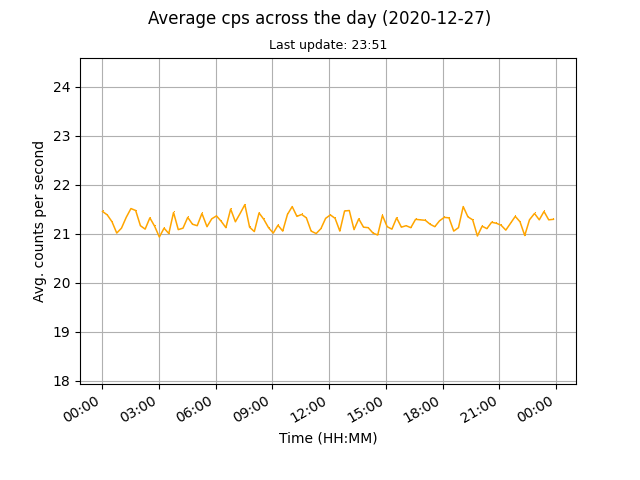 Average cps across the day (2020-12-27)
Last update: 23:51
Avg. counts per second
24
23
22
21
20
19
18
00:00 03:00 06:00 09:00 12:00 15:00 18:00 21:00 00:00
Time (HH:MM)